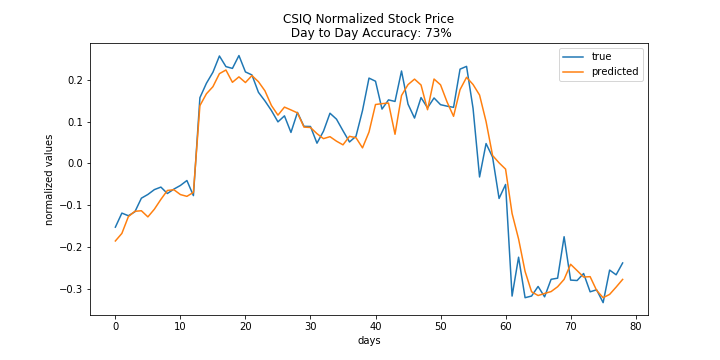 CSIQ Normalized Stock Price
Day to Day Accuracy: 73%
true
predicted
normalized values
0.2
0.1
0.0
−0.1
−0.2
−0.3
0 10 20 30 40 50 60 70 80
days